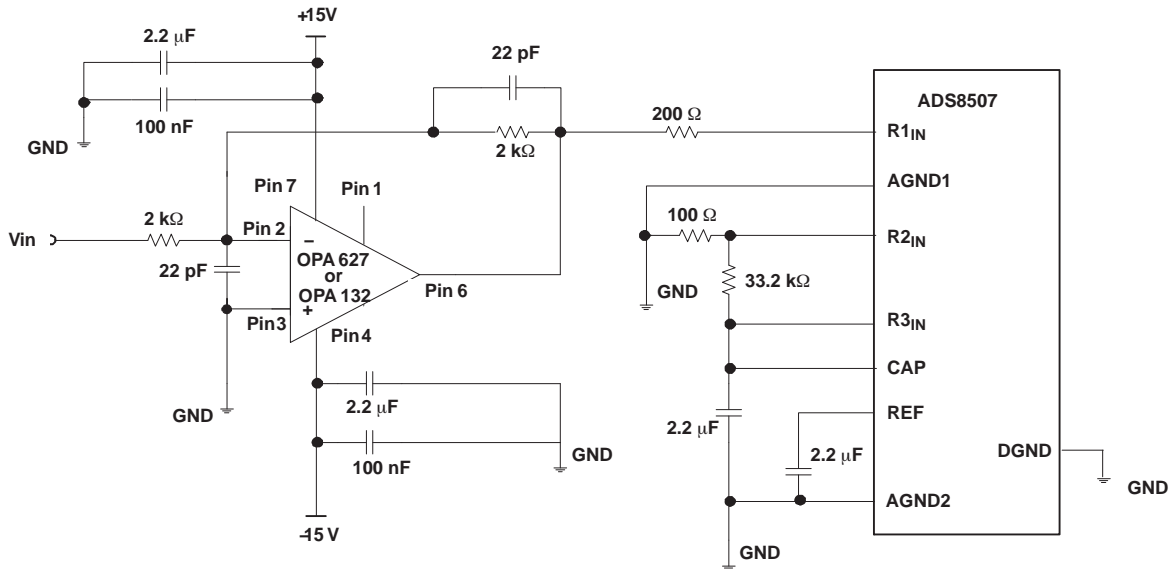 +15V
2.2 μF
22 pF
ADS8507
100 nF
200 Ω
R1IN
GND
2 kΩ
Pin 7
Pin 1
AGND1
100 Ω
2 kΩ
Vin
Pin 2
–
R2IN
OPA 627
or
OPA 132
22 pF
33.2 kΩ
Pin 6
GND
Pin3
+
R3IN
Pin 4
CAP
GND
2.2 μF
REF
2.2 μF
100 nF
GND
2.2 μF
DGND
GND
AGND2
–15 V
GND